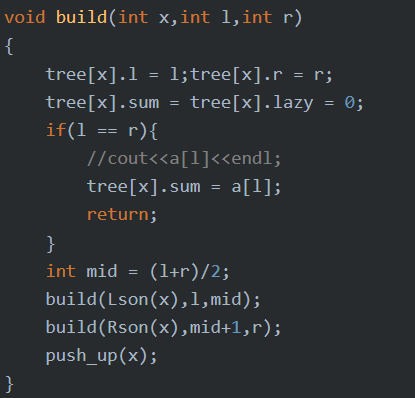 void build(int x,int l,int r)
{
    tree[x].l = l;tree[x].r = r;
    tree[x].sum = tree[x].lazy = 0;
    if(l == r){
        //cout<<a[l]<<endl;
        tree[x].sum = a[l];
        return;
    }
    int mid = (l+r)/2;
    build(Lson(x),l,mid);
    build(Rson(x),mid+1,r);
    push_up(x);
}